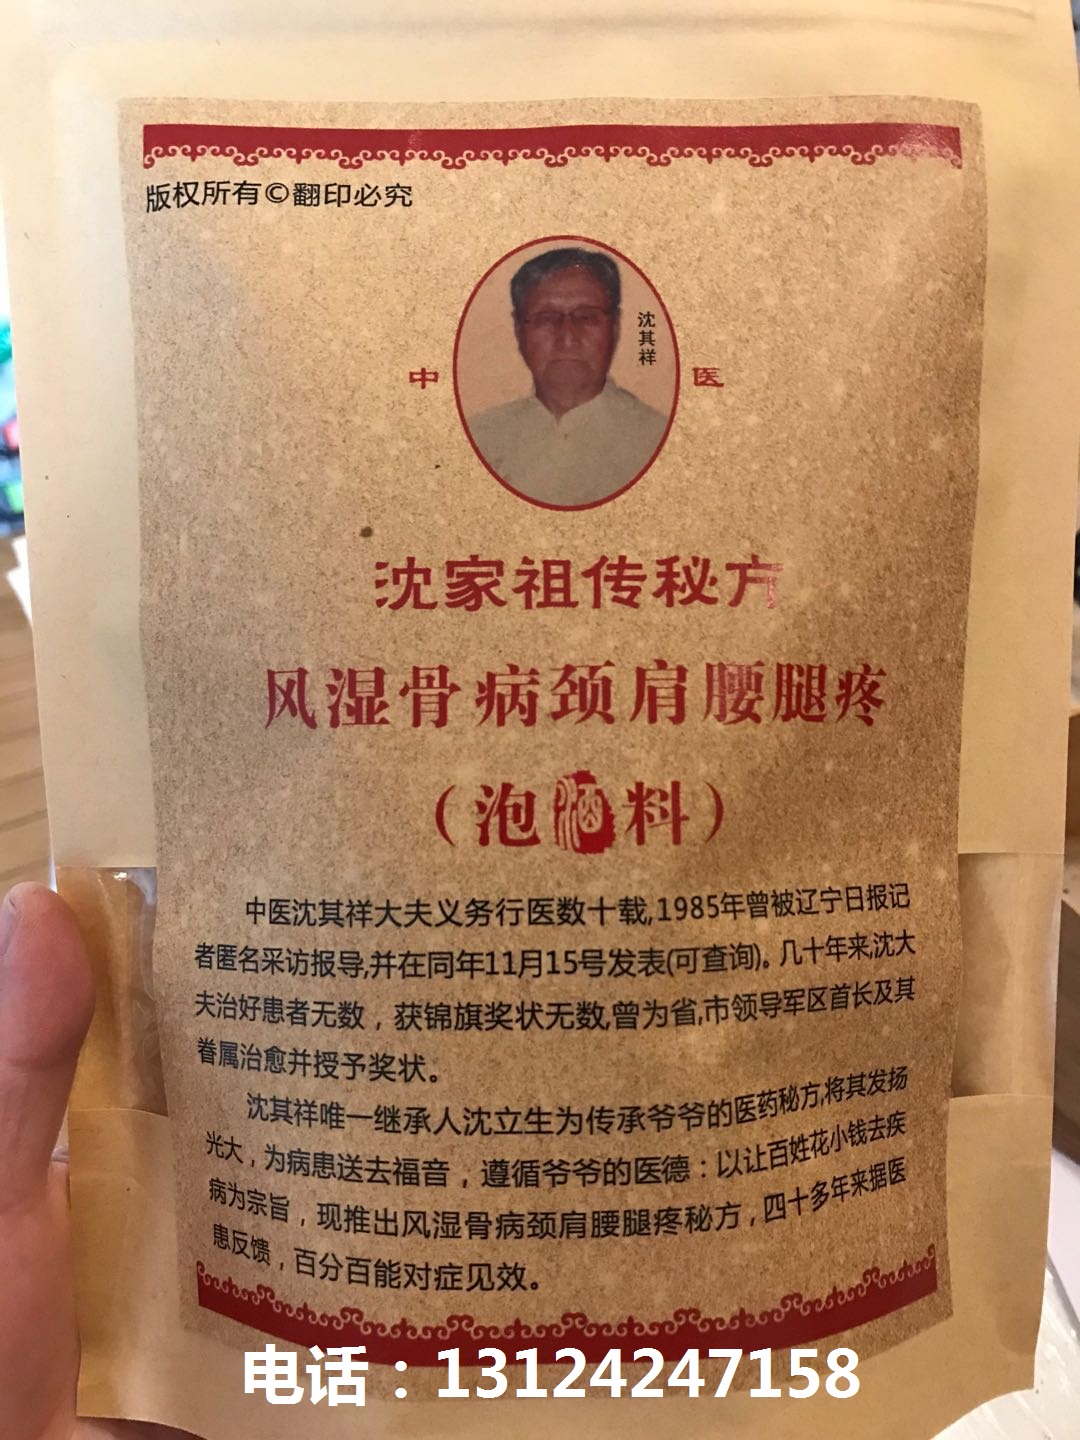 版权所有©翻印必究
沈其祥
中 医
沈家祖传秘方
风湿骨病颈肩腰腿疼
（泡酒料）
中医沈其祥大夫义务行医数十载,1985年曾被辽宁日报记
者匿名采访报导,并在同年11月15号发表(可查询)。几十年来,沈大
夫治好患者无数，获锦旗奖状无数,曾为省,市领导军区首长及其
眷属治愈并授予奖状。
沈其祥唯一继承人沈立生为传承爷爷的医药秘方,将其发扬
光大，为病患送去福音，遵循爷爷的医德：以让百姓花小钱去疾
病为宗旨，现推出风湿骨病颈肩腰腿疼秘方，四十多年来据医
患反馈，百分百能对症见效。
电话：13124247158